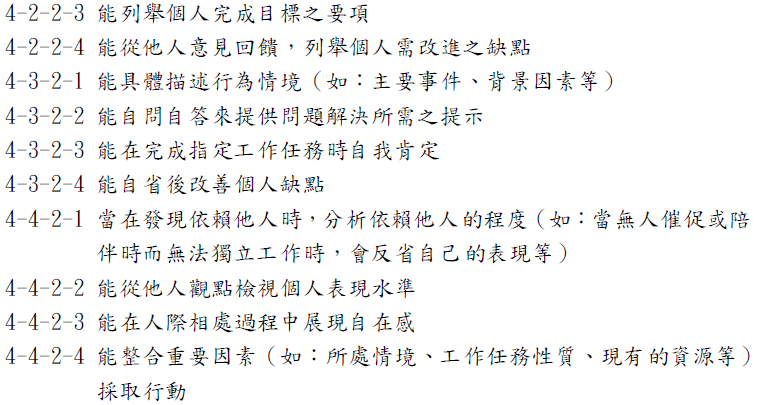 4-2-2-3 能列舉個人完成目標之要項
4-2-2-4 能從他人意見回饋，列舉個人需改進之缺點
4-3-2-1 能具體描述行為情境（如：主要事件、背景因素等）
4-3-2-2 能自問自答來提供問題解決所需之提示
4-3-2-3 能在完成指定工作任務時自我肯定
4-3-2-4 能自省後改善個人缺點
4-4-2-1 當在發現依賴他人時，分析依賴他人的程度（如：當無人催促或陪
伴時而無法獨立工作時，會反省自己的表現等）
4-4-2-2 能從他人觀點檢視個人表現水準
4-4-2-3 能在人際相處過程中展現自在感
4-4-2-4 能整合重要因素（如：所處情境、工作任務性質、現有的資源等）
採取行動